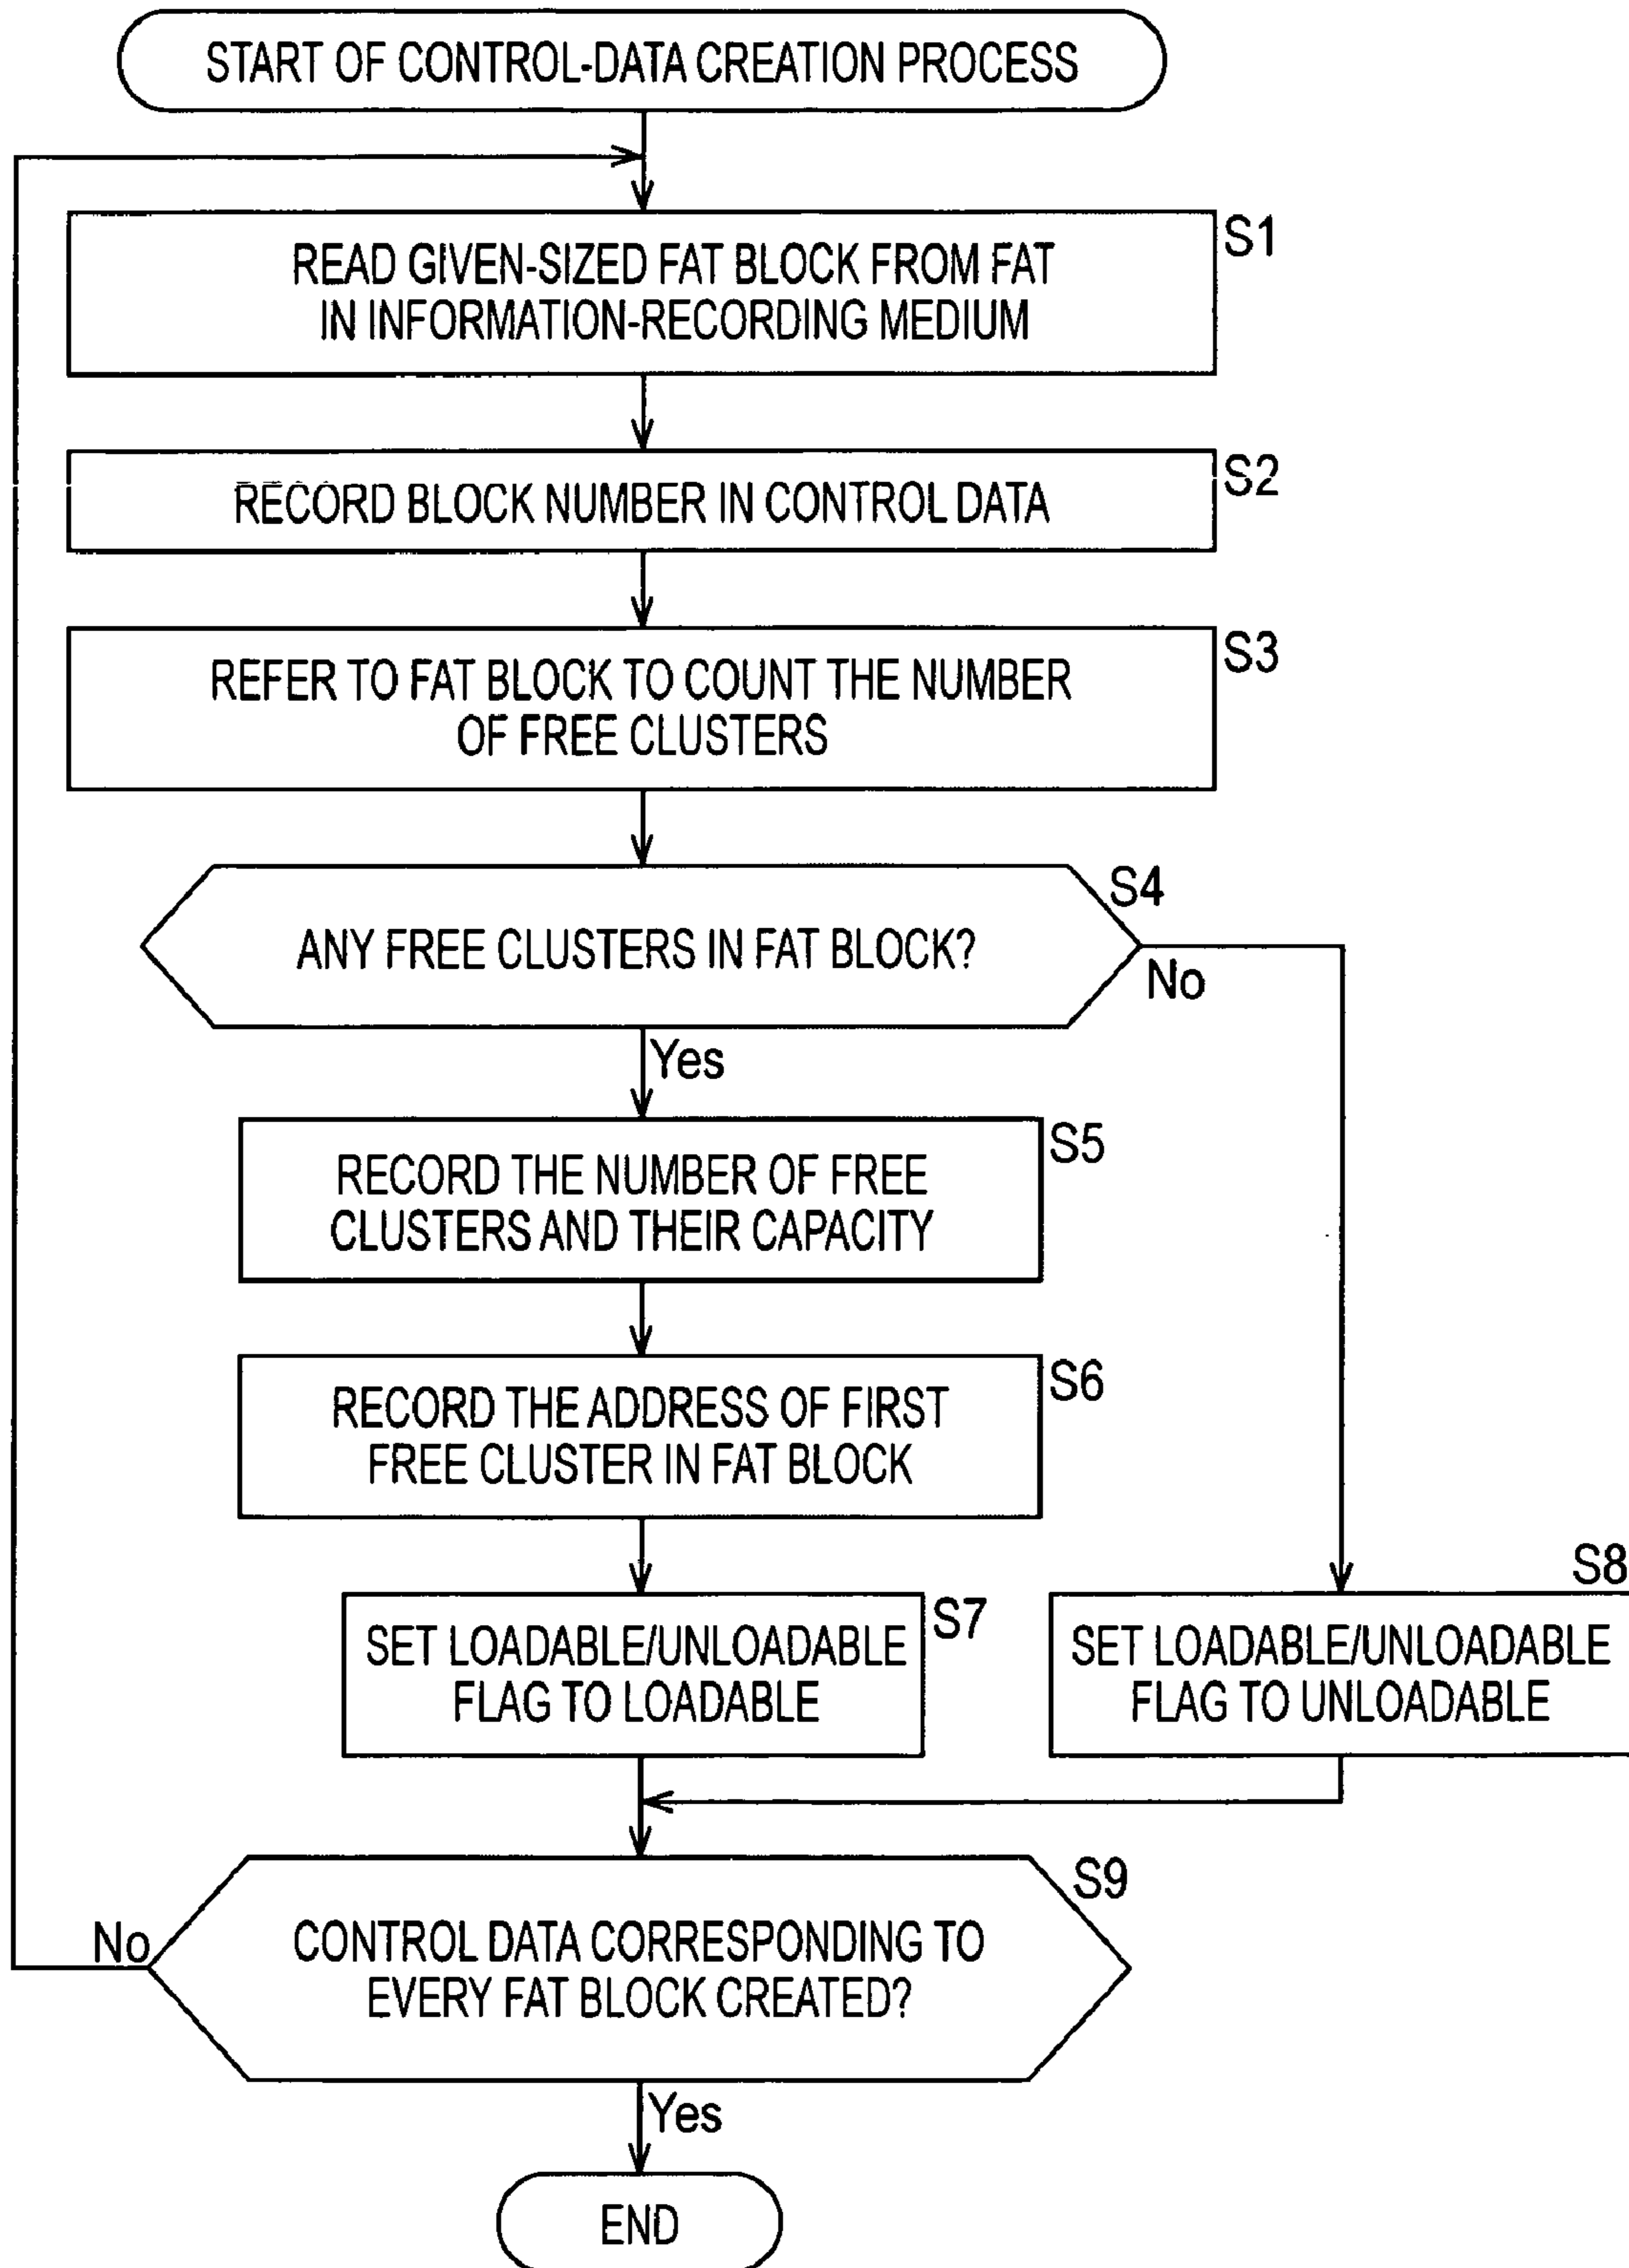 START OF CONTROL-DATA CREATION PROCESS
S1
READ GIVEN-SIZED FAT BLOCK FROM FAT
IN INFORMATION-RECORDING MEDIUM
S2
RECORD BLOCK NUMBER IN CONTROL DATA
S3
REFER TO FAT BLOCK TO COUNT THE NUMBER
OF FREE CLUSTERS
S4
ANY FREE CLUSTERS IN FAT BLOCK?
No
Yes
S5
RECORD THE NUMBER OF FREE
CLUSTERS AND THEIR CAPACITY
S6
RECORD THE ADDRESS OF FIRST
FREE CLUSTER IN FAT BLOCK
S7
SET LOADABLE/UNLOADABLE
FLAG TO LOADABLE
S8
SET LOADABLE/UNLOADABLE
FLAG TO UNLOADABLE
S9
CONTROL DATA CORRESPONDING TO
EVERY FAT BLOCK CREATED?
No
Yes
END